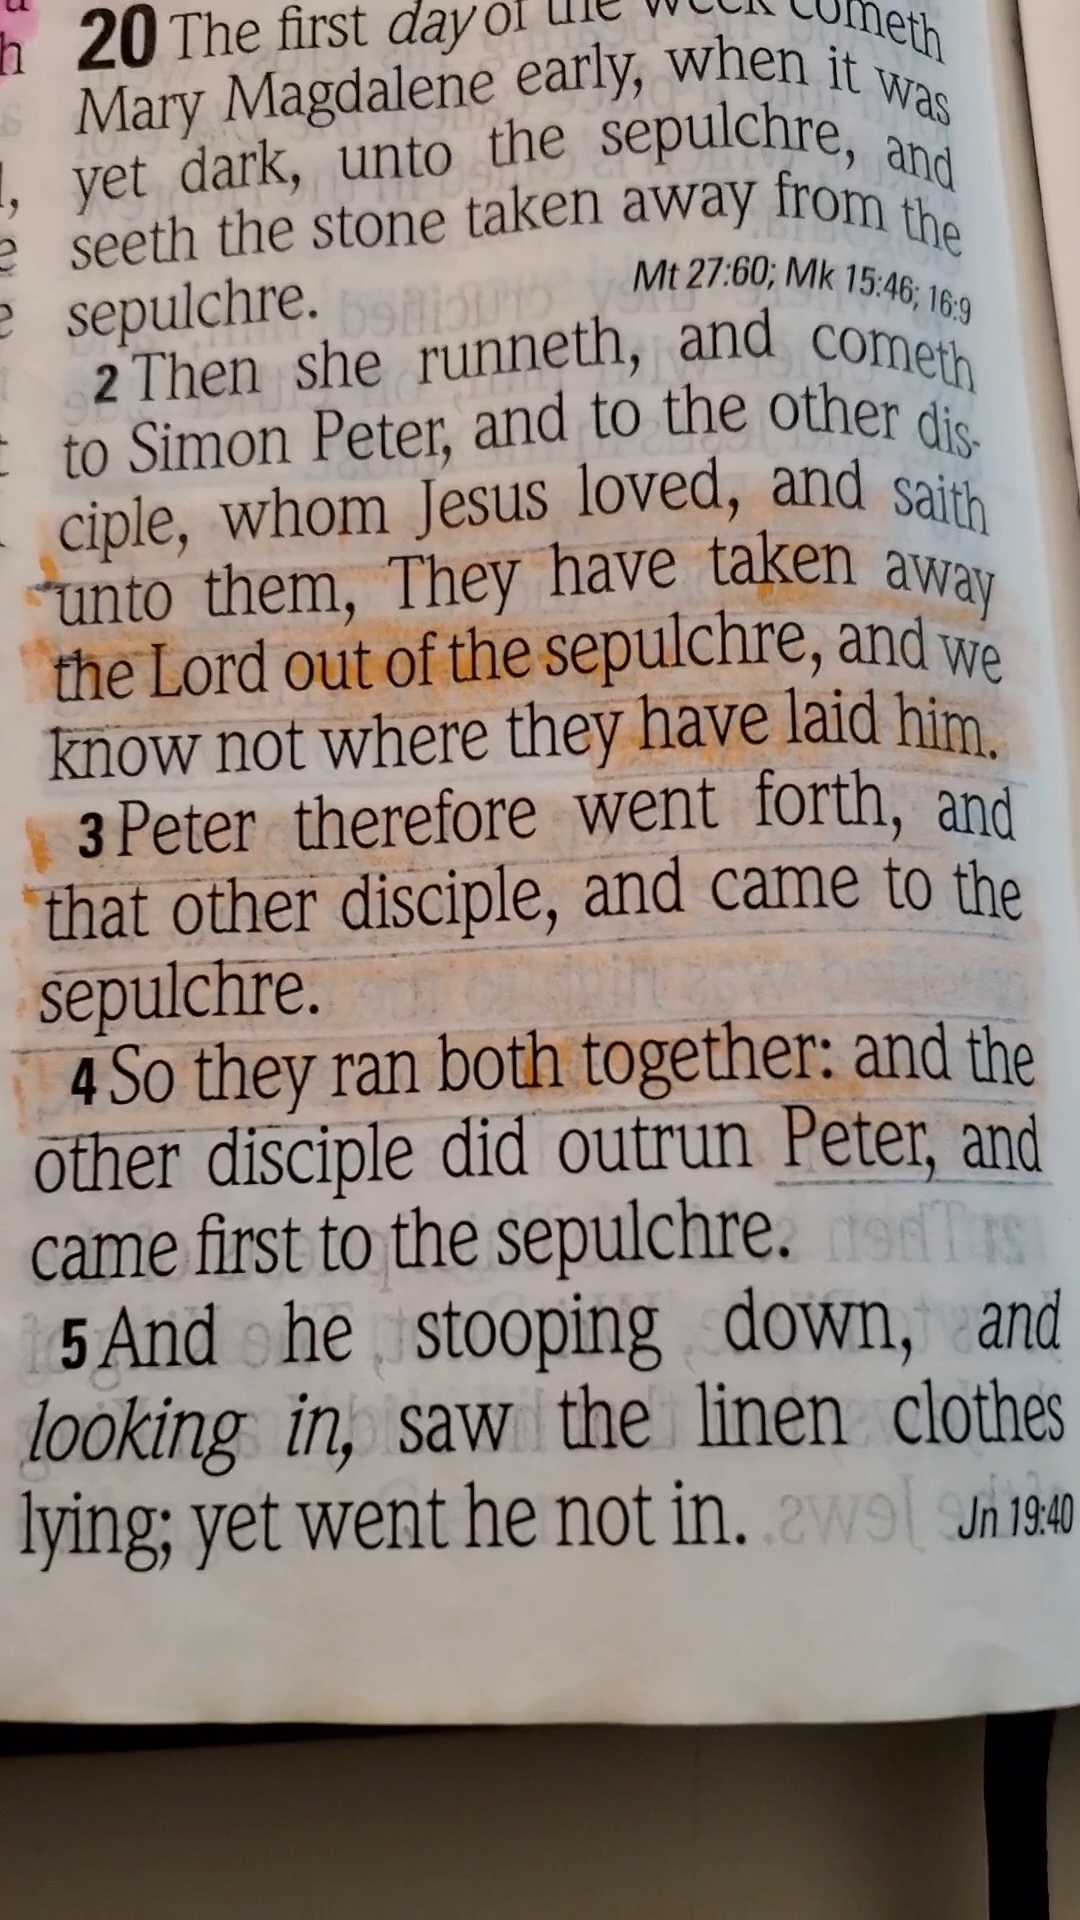 20 The first day of the week cometh
Mary Magdalene early, when it was
yet dark, unto the sepulchre, and
seeth the stone taken away from the
sepulchre. Mt 27:60; Mk 15:46; 16:9
2 Then she runneth, and cometh
to Simon Peter, and to the other dis-
ciple, whom Jesus loved, and saith
unto them, They have taken away
the Lord out of the sepulchre, and we
know not where they have laid him.
3 Peter therefore went forth, and
that other disciple, and came to the
sepulchre.
4 So they ran both together: and the
other disciple did outrun Peter, and
came first to the sepulchre.
5 And he stooping down, and
looking in, saw the linen clothes
lying; yet went he not in. Jn 19:40